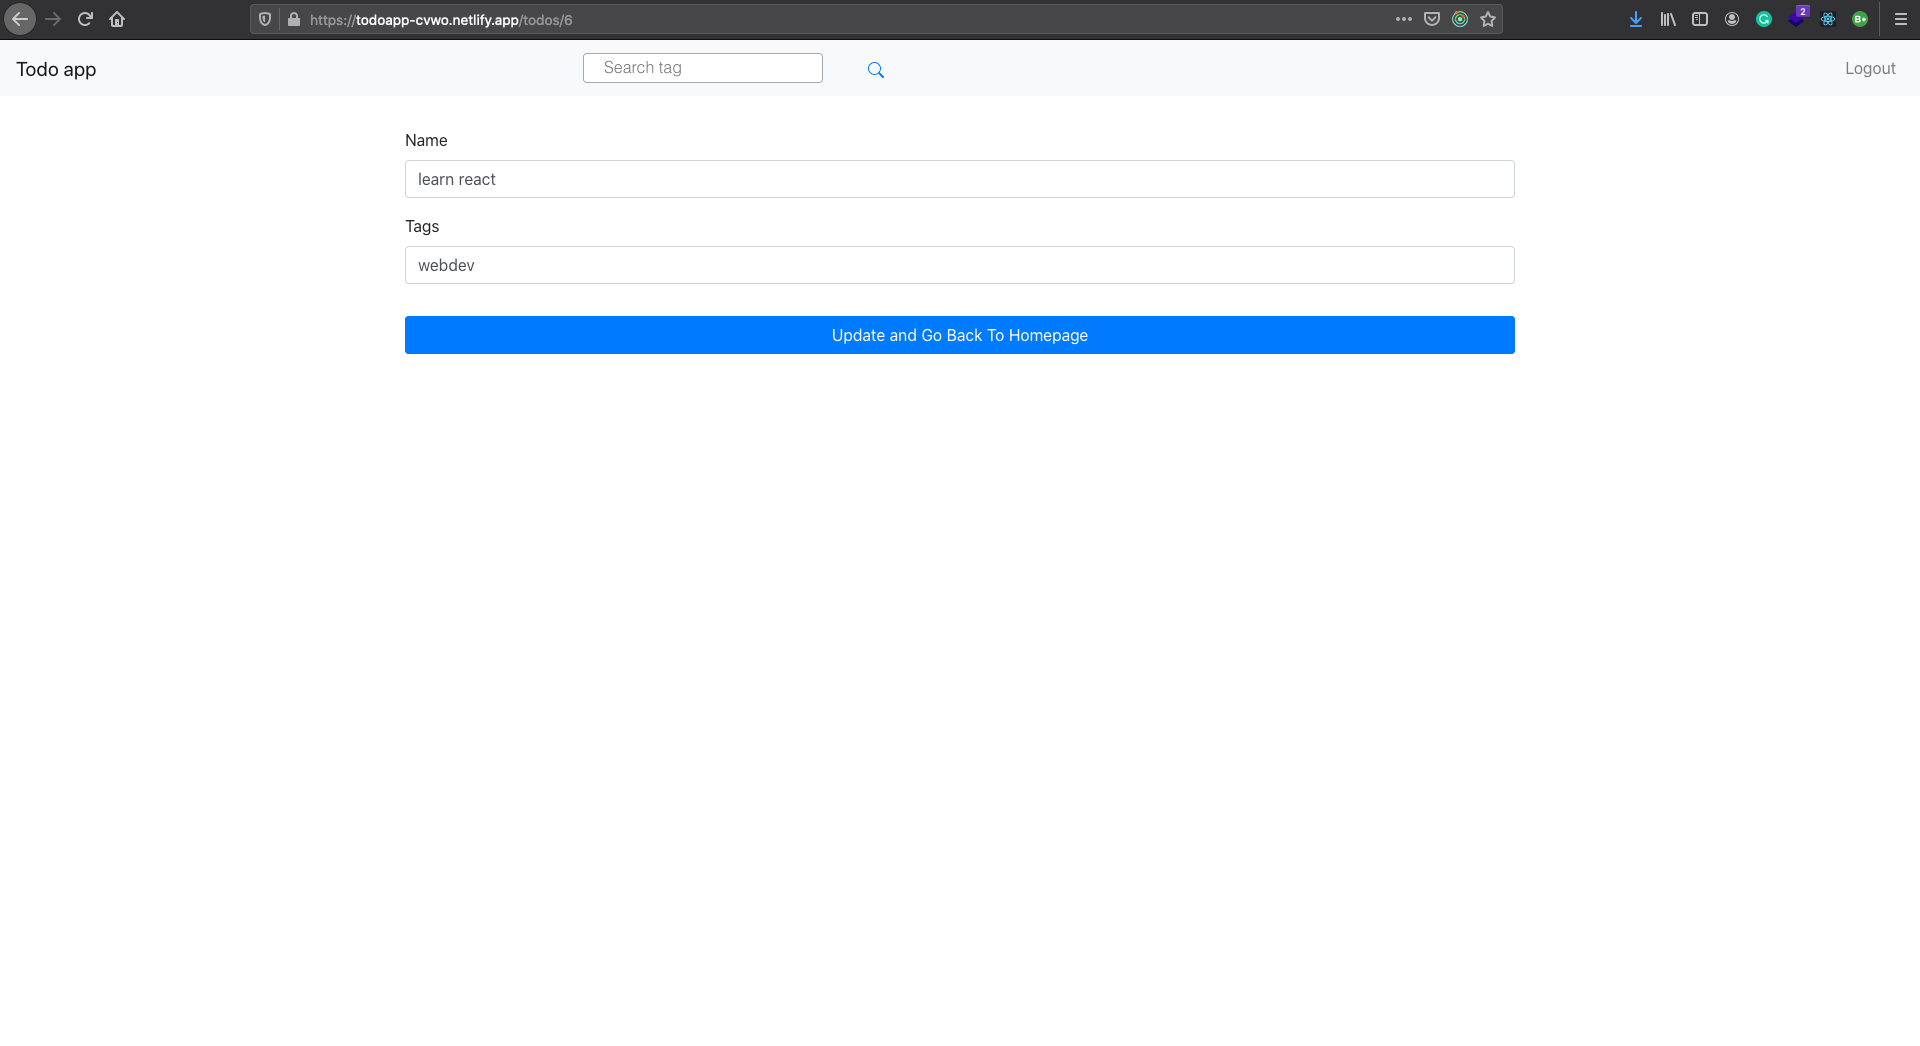 https://todoapp-cvwo.netlify.app/todos/6
2
B+
Todo app
Search tag
Logout
Name
learn react
Tags
webdev
Update and Go Back To Homepage